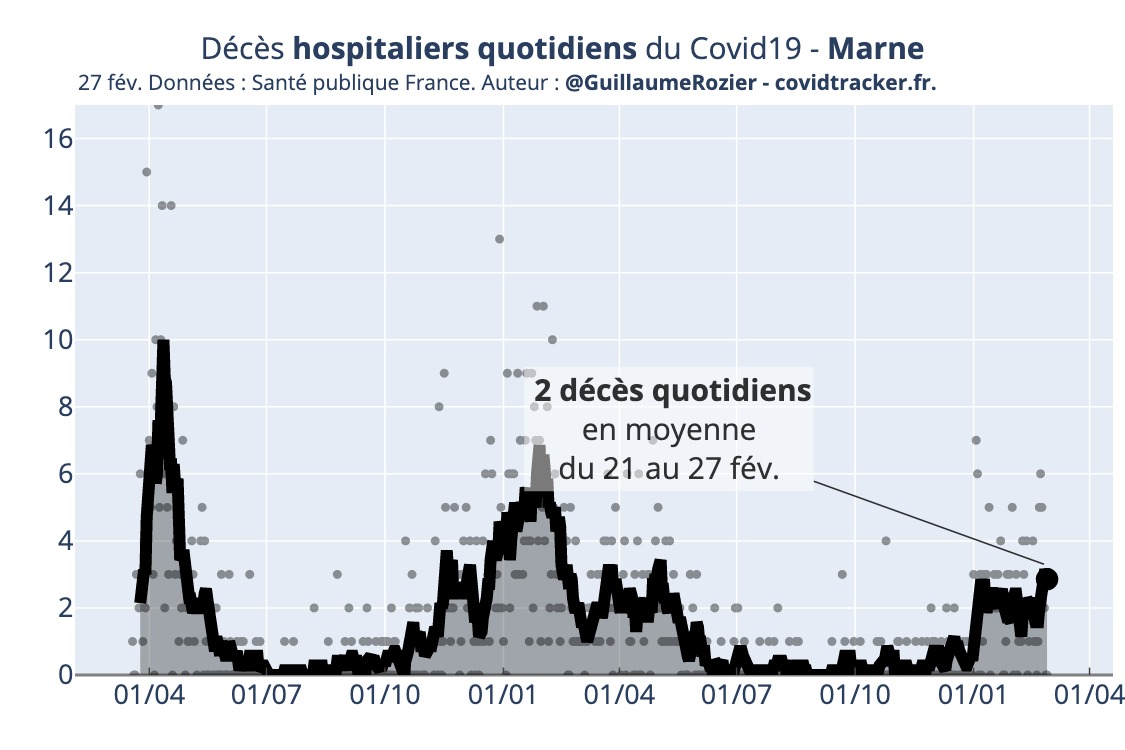 Décès hospitaliers quotidiens du Covid19 - Marne
27 fév. Données : Santé publique France. Auteur : @GuillaumeRozier - covidtracker.fr.
16
14
12
10
8
6
4
2
0
2 décès quotidiens
en moyenne
du 21 au 27 fév.
01/04 01/07 01/10 01/01 01/04 01/07 01/10 01/01 01/04